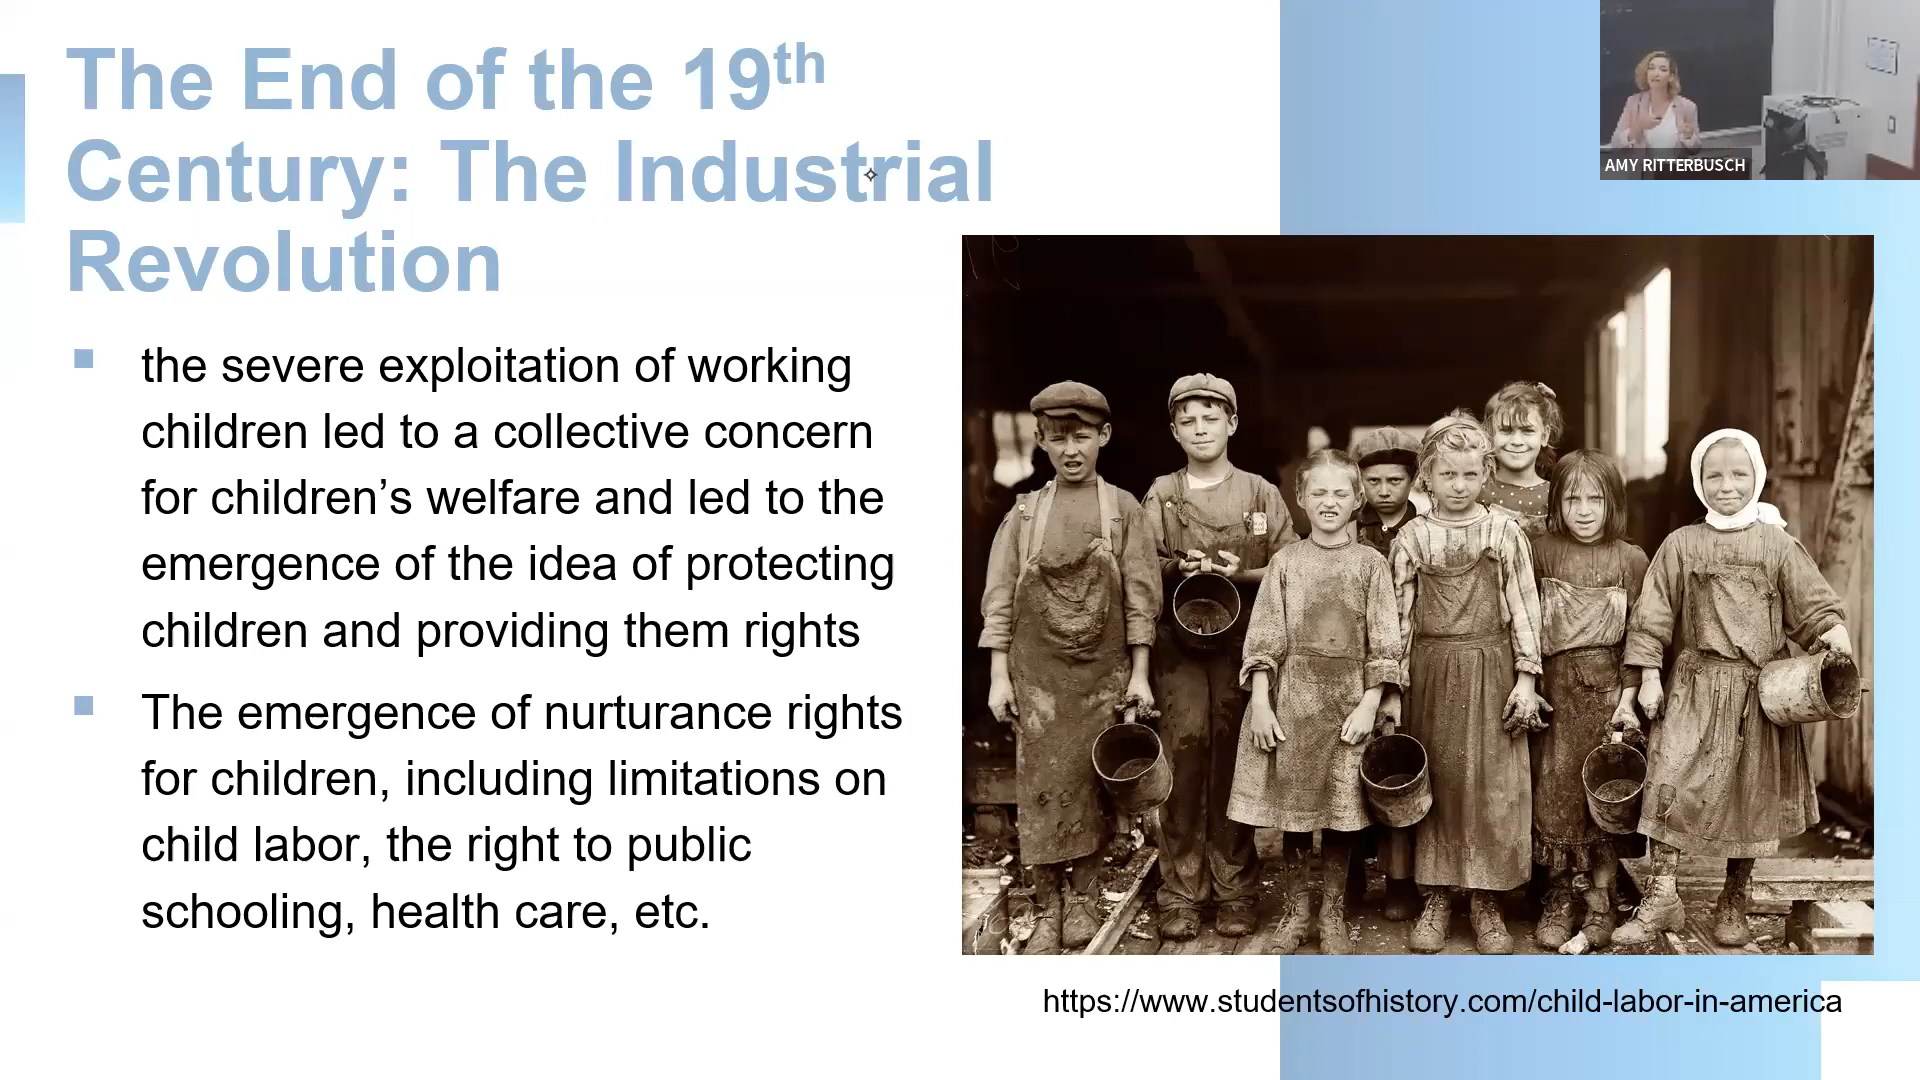 The End of the 19th
Century: The Industrial
Revolution
the severe exploitation of working
children led to a collective concern
for children’s welfare and led to the
emergence of the idea of protecting
children and providing them rights
The emergence of nurturance rights
for children, including limitations on
child labor, the right to public
schooling, health care, etc.
AMY RITTERBUSCH
https://www.studentsofhistory.com/child-labor-in-america